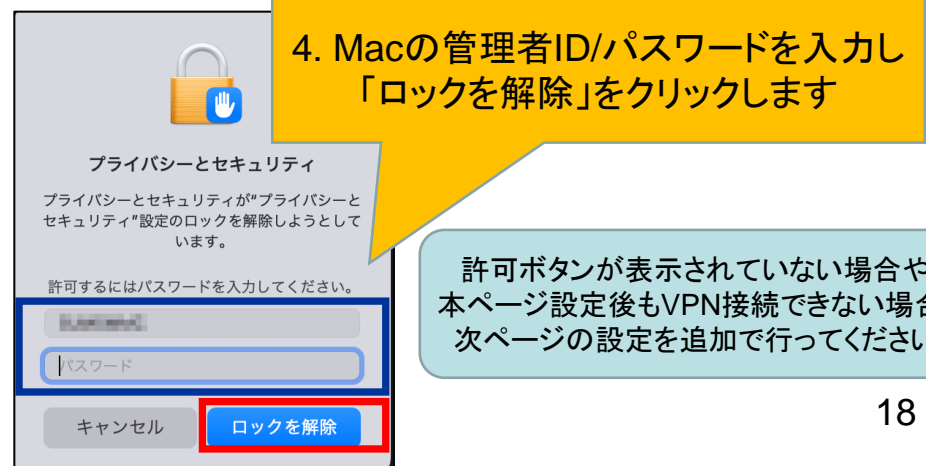 4. Macの管理者ID/パスワードを入力し
「ロックを解除」をクリックします
プライバシーとセキュリティ
プライバシーとセキュリティが"プライバシーと
セキュリティ"設定のロックを解除しようとして
います。
許可するにはパスワードを入力してください。
パスワード
キャンセル
ロックを解除
許可ボタンが表示されていない場合や
本ページ設定後もVPN接続できない場合
次ページの設定を追加で行ってください
18